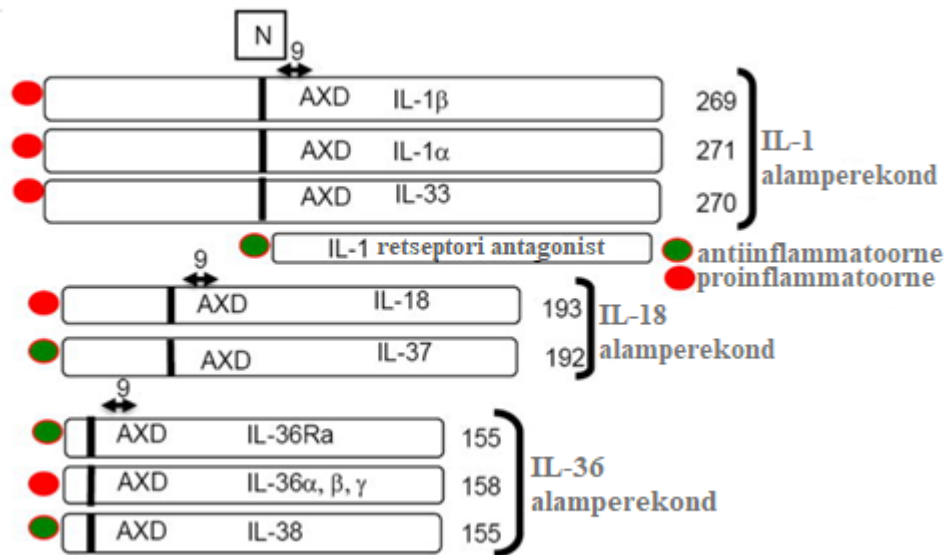 N
9
AXD IL-1β 269
AXD IL-1α 271
AXD IL-33 270
IL-1 alamperekond
IL-1 retseptori antagonist
antiinflammatoorne
proinflammatoorne
9
AXD IL-18 193
AXD IL-37 192
IL-18 alamperekond
9
AXD IL-36Ra 155
AXD IL-36α, β, γ 158
AXD IL-38 155
IL-36 alamperekond